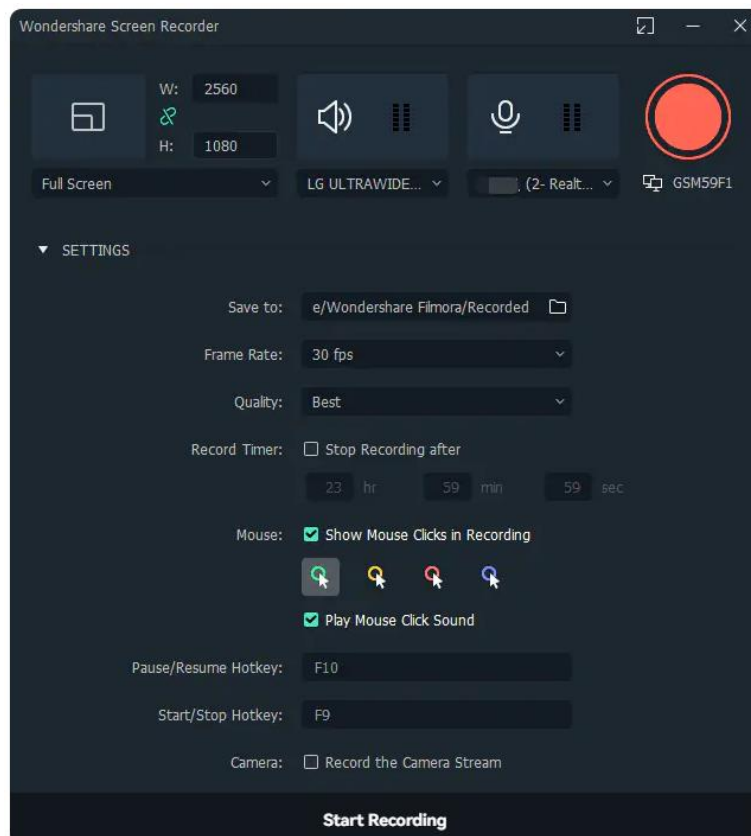 Wondershare Screen Recorder
W: 2560
H: 1080
Full Screen
LG ULTRAWIDE...
(2- Realt...
GSM59F1
SETTINGS
Save to: e/Wondershare Filmora/Recorded
Frame Rate: 30 fps
Quality: Best
Record Timer: Stop Recording after
23 hr 59 min 59 sec
Mouse: Show Mouse Clicks in Recording
Play Mouse Click Sound
Pause/Resume Hotkey: F10
Start/Stop Hotkey: F9
Camera: Record the Camera Stream
Start Recording